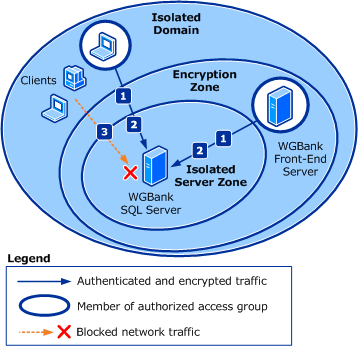 Isolated
Domain
Clients
Encryption
Zone
1
2
3
1
2
WGBank
Front-End
Server
Isolated
Server Zone
WGBank
SQL Server
Legend
Authenticated and encrypted traffic
Member of authorized access group
Blocked network traffic